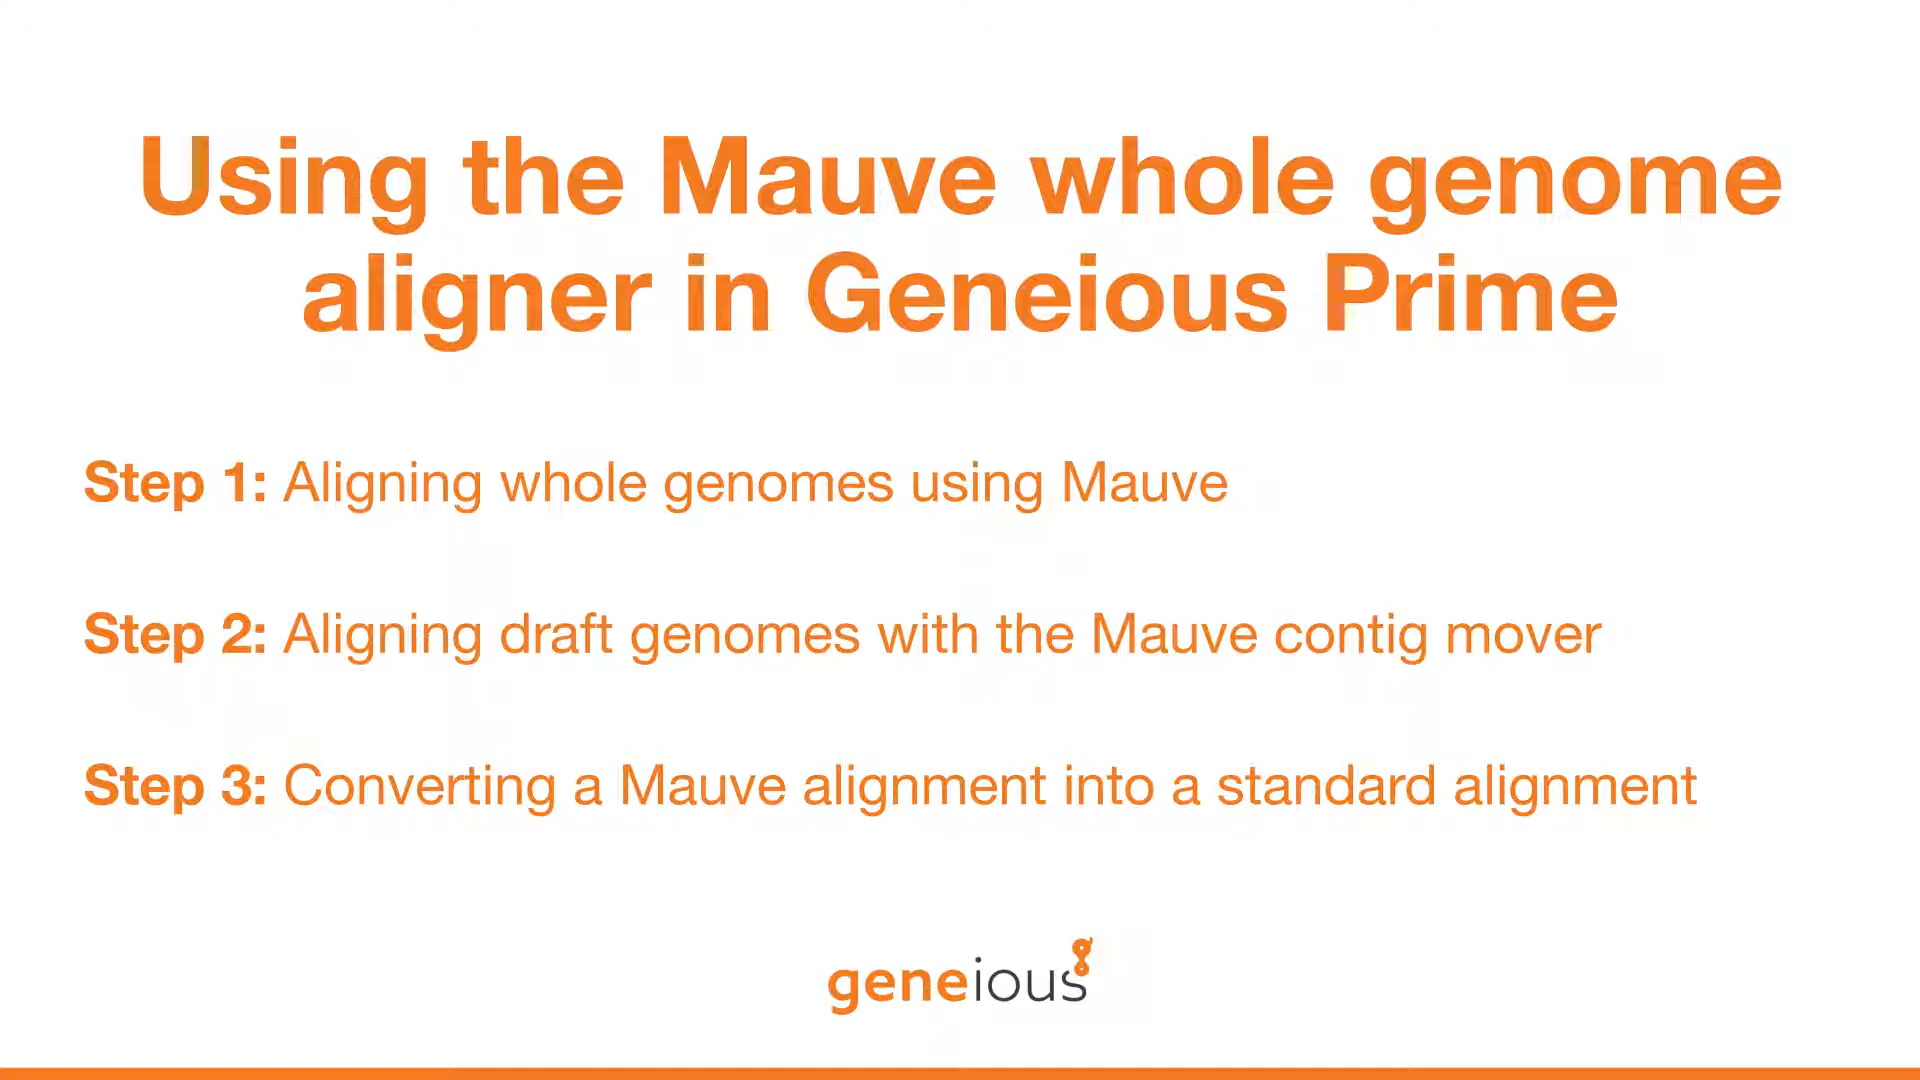 Using the Mauve whole genome
aligner in Geneious Prime
Step 1: Aligning whole genomes using Mauve
Step 2: Aligning draft genomes with the Mauve contig mover
Step 3: Converting a Mauve alignment into a standard alignment
geneious